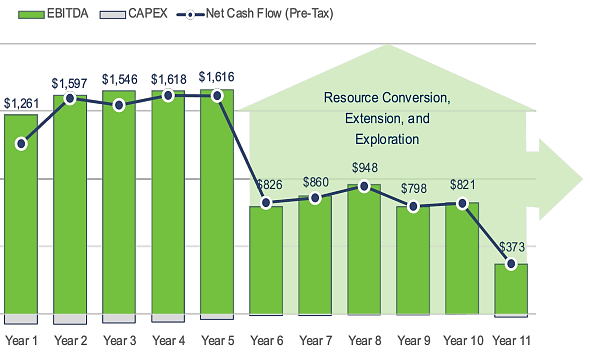 EBITDA CAPEX Net Cash Flow (Pre-Tax)
$1,261 $1,597 $1,546 $1,618 $1,616
Resource Conversion,
Extension, and
Exploration
$826 $860 $948 $798 $821
$373
Year 1 Year 2 Year 3 Year 4 Year 5 Year 6 Year 7 Year 8 Year 9 Year 10 Year 11